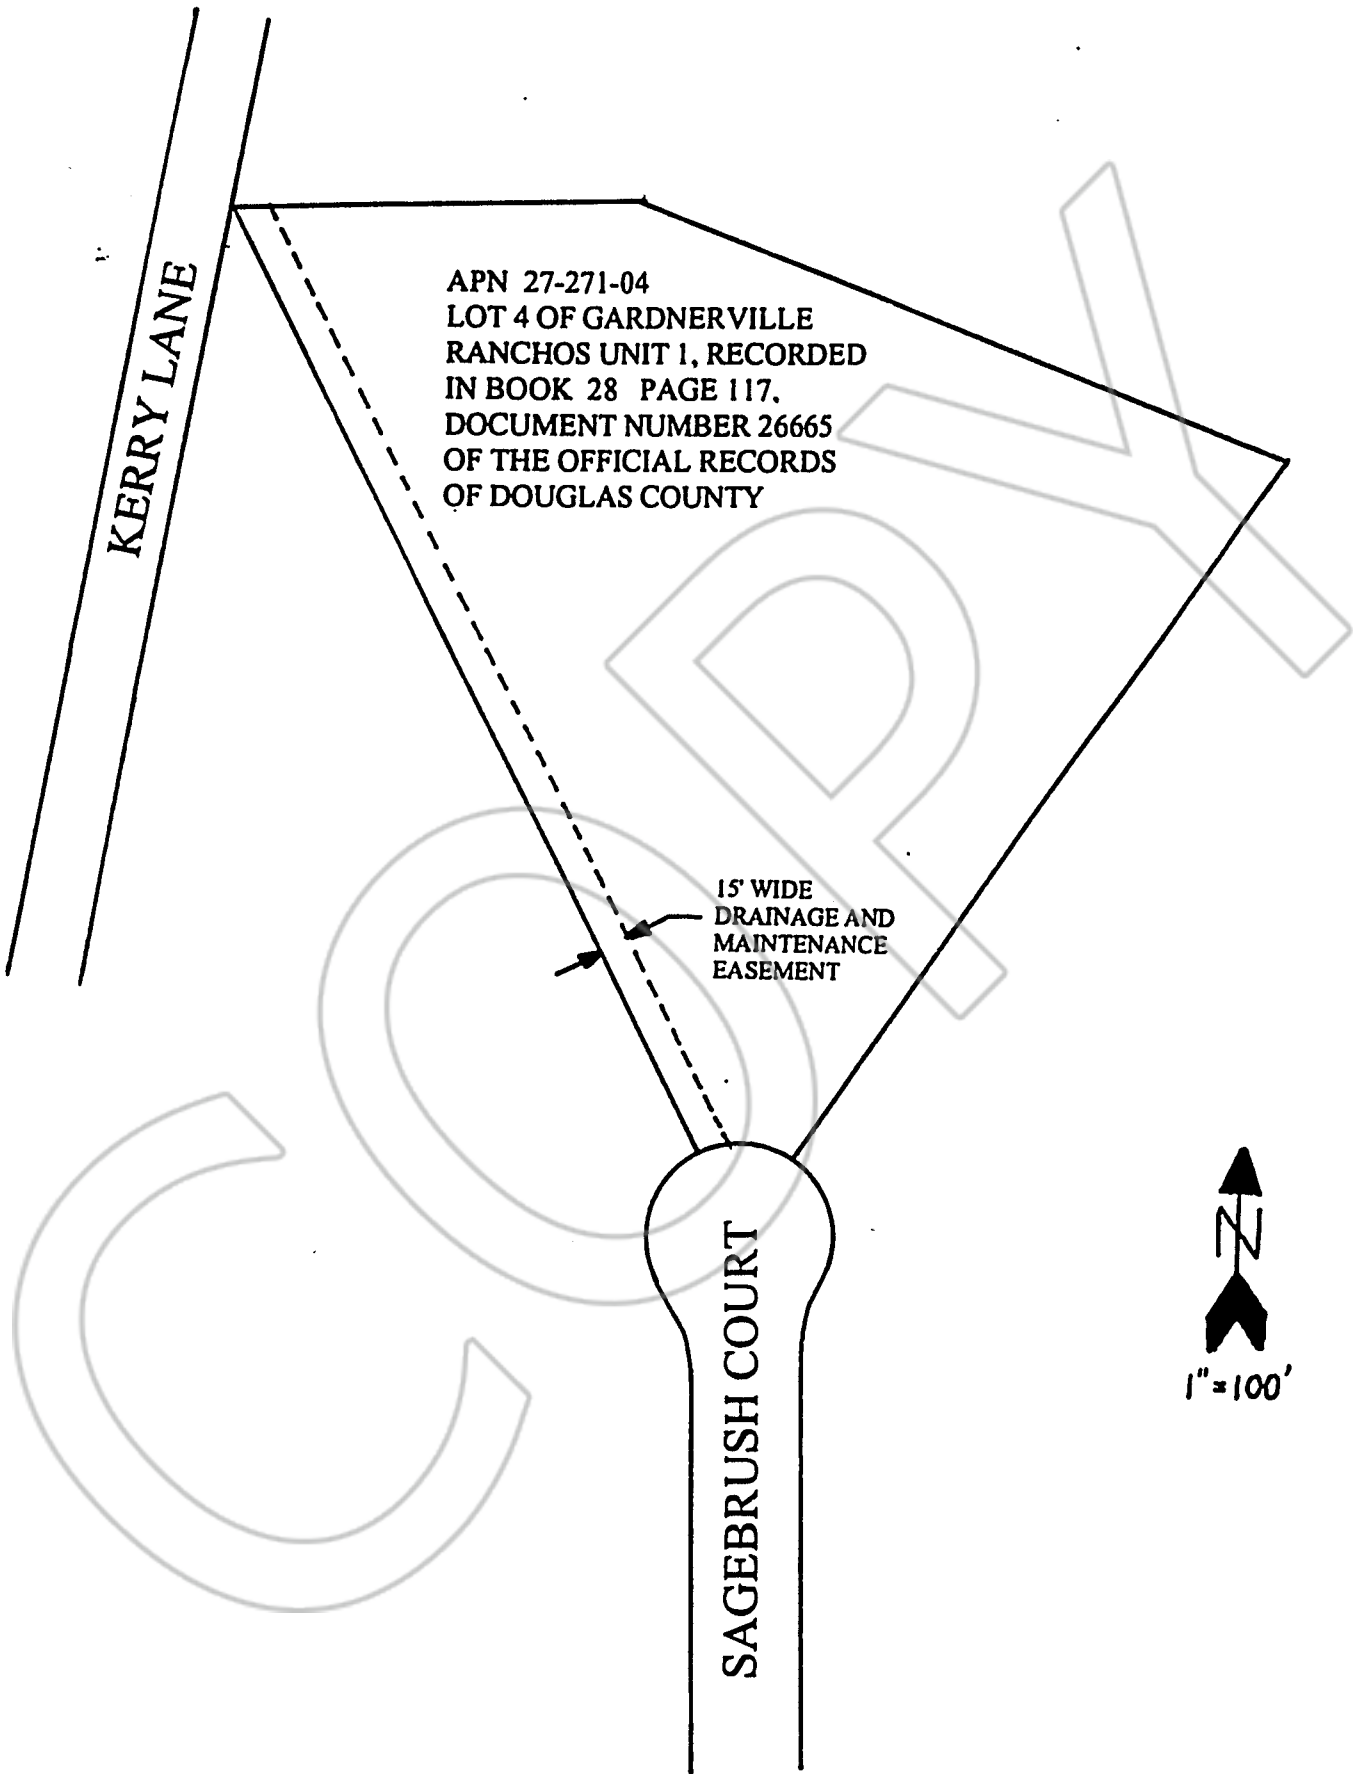 KERRY LANE
APN 27-271-04
LOT 4 OF GARDNERVILLE
RANCHOS UNIT 1, RECORDED
IN BOOK 28 PAGE 117,
DOCUMENT NUMBER 26665
OF THE OFFICIAL RECORDS
OF DOUGLAS COUNTY
15' WIDE
DRAINAGE AND
MAINTENANCE
EASEMENT
SAGEBRUSH COURT
N
1"=100'
COPY